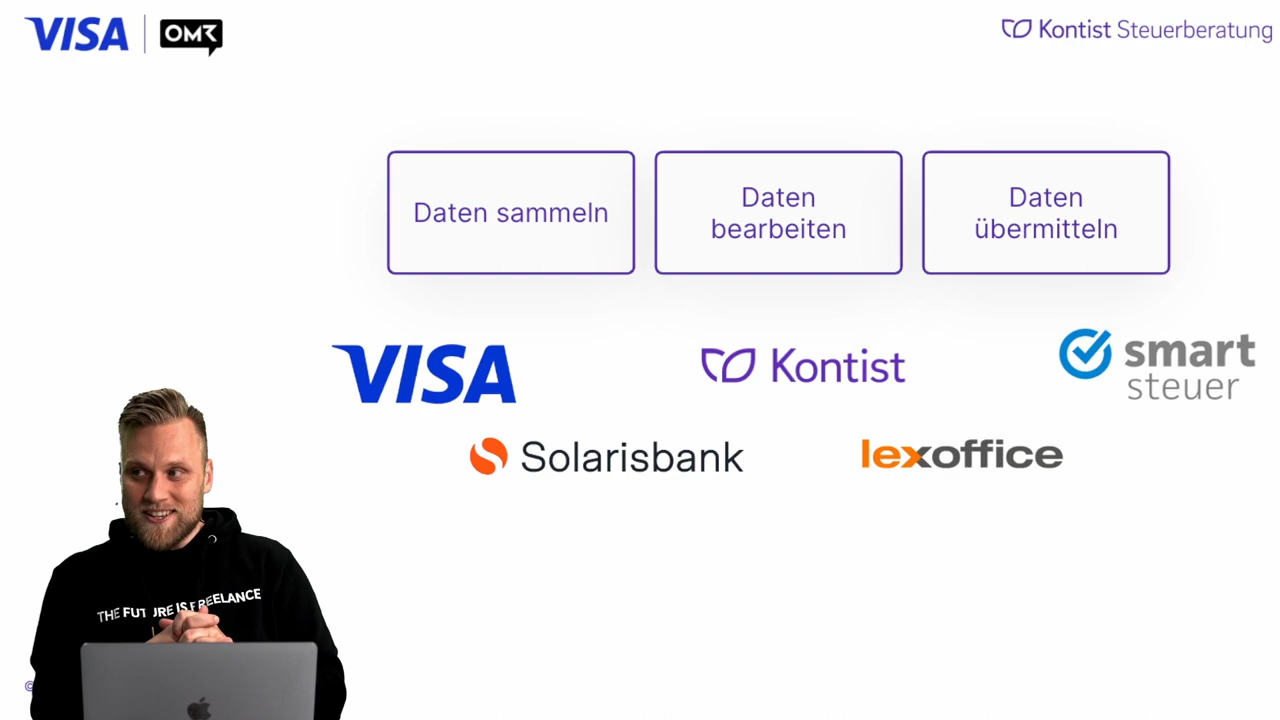 VISA
OMR
Kontist Steuerberatung
Daten sammeln
Daten
bearbeiten
Daten
übermitteln
VISA
Kontist
smart
steuer
Solarisbank
lexoffice
THE FUTURE IS FREELANCE
©